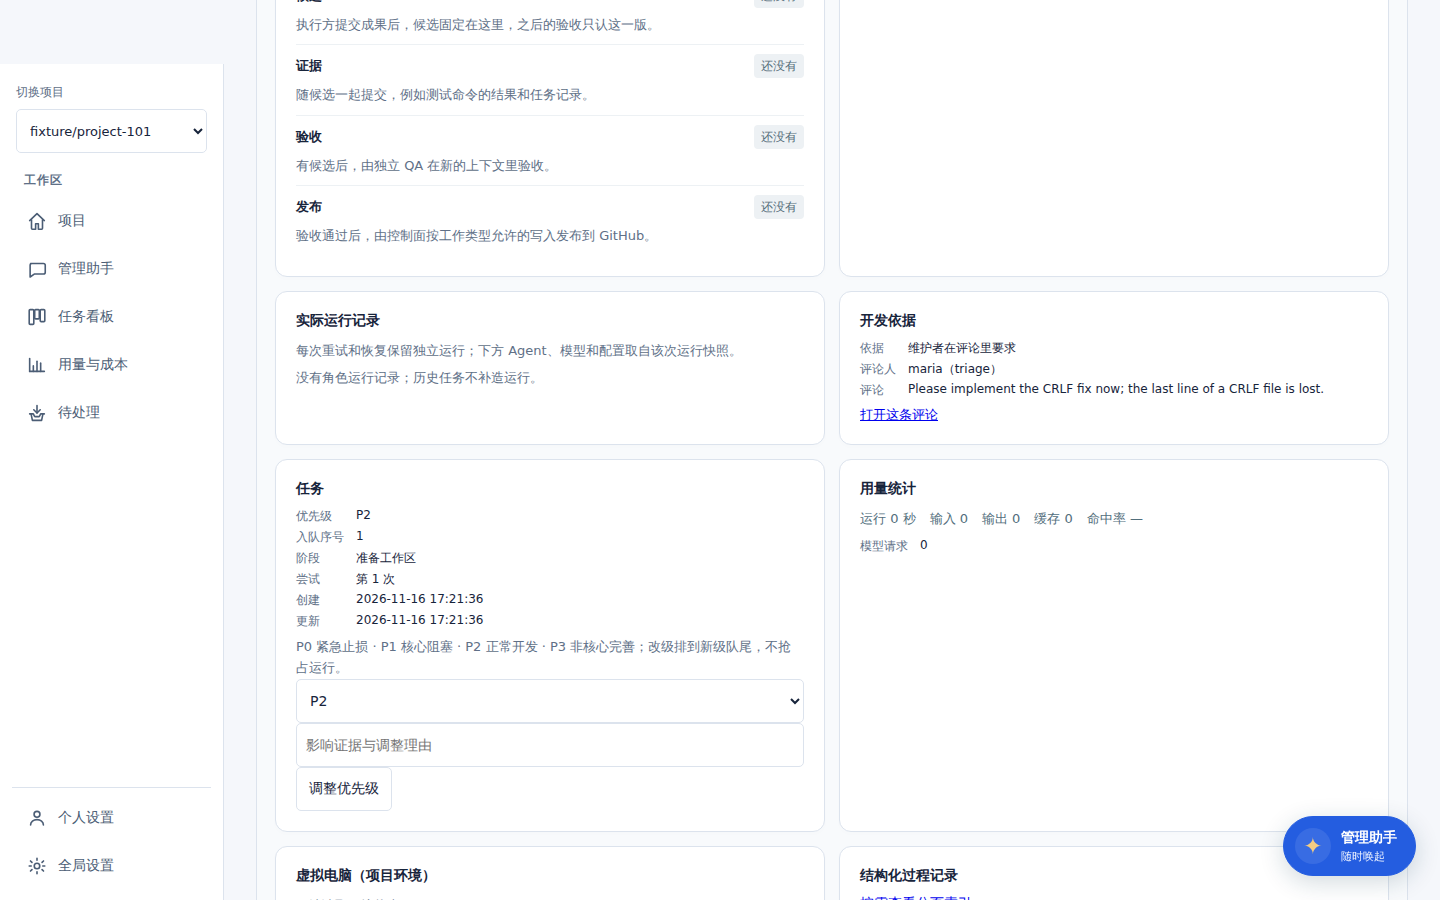 切换项目
fixture/project-101
工作区
项目
管理助手
任务看板
用量与成本
待处理
个人设置
全局设置
执行方提交成果后，候选固定在这里，之后的验收只认这一版。
证据
还没有
随候选一起提交，例如测试命令的结果和任务记录。
验收
还没有
有候选后，由独立 QA 在新的上下文里验收。
发布
还没有
验收通过后，由控制面按工作类型允许的写入发布到 GitHub。
实际运行记录
每次重试和恢复保留独立运行；下方 Agent、模型和配置取自该次运行快照。
没有角色运行记录；历史任务不补造运行。
开发依据
依据 维护者在评论里要求
评论人 maria（triage）
评论 Please implement the CRLF fix now; the last line of a CRLF file is lost.
打开这条评论
任务
优先级 P2
入队序号 1
阶段 准备工作区
尝试 第 1 次
创建 2026-11-16 17:21:36
更新 2026-11-16 17:21:36
P0 紧急止损 · P1 核心阻塞 · P2 正常开发 · P3 非核心完善；改级排到新级队尾，不抢
占运行。
P2
影响证据与调整理由
调整优先级
用量统计
运行 0 秒 输入 0 输出 0 缓存 0 命中率 —
模型请求 0
虚拟电脑（项目环境）
结构化过程记录
管理助手
随时唤起